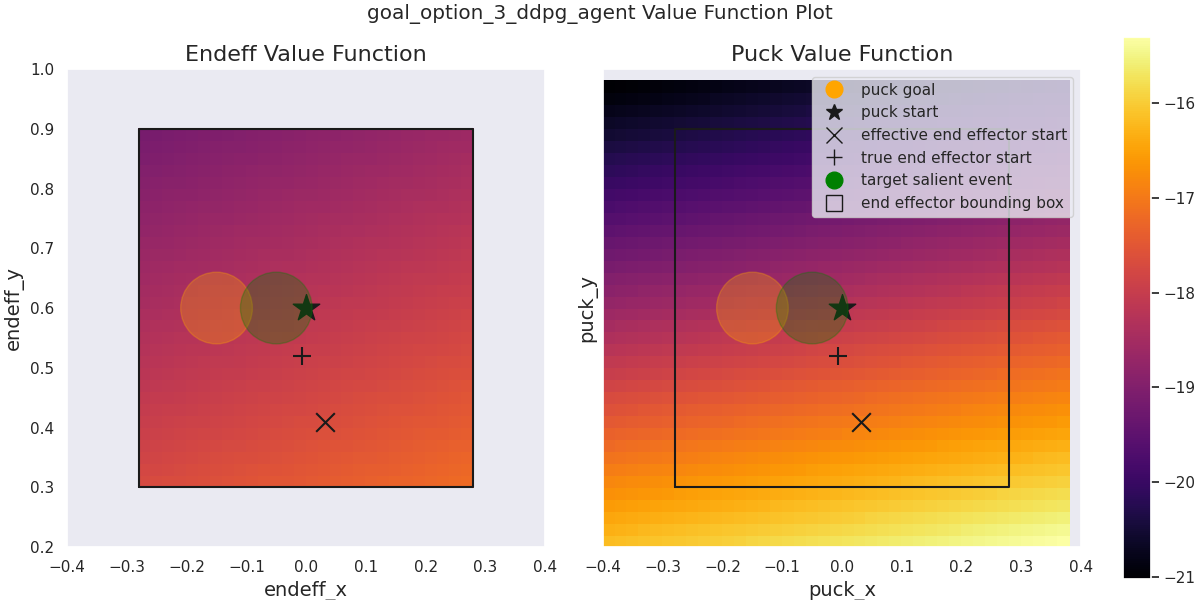 goal_option_3_ddpg_agent Value Function Plot
Endeff Value Function
Puck Value Function
1.0
0.9
0.8
0.7
0.6
0.5
0.4
0.3
0.2
endeff_y
−0.4 −0.3 −0.2 −0.1 0.0 0.1 0.2 0.3 0.4
endeff_x
puck goal
puck start
effective end effector start
true end effector start
target salient event
end effector bounding box
puck_y
−0.4 −0.3 −0.2 −0.1 0.0 0.1 0.2 0.3 0.4
puck_x
−16
−17
−18
−19
−20
−21